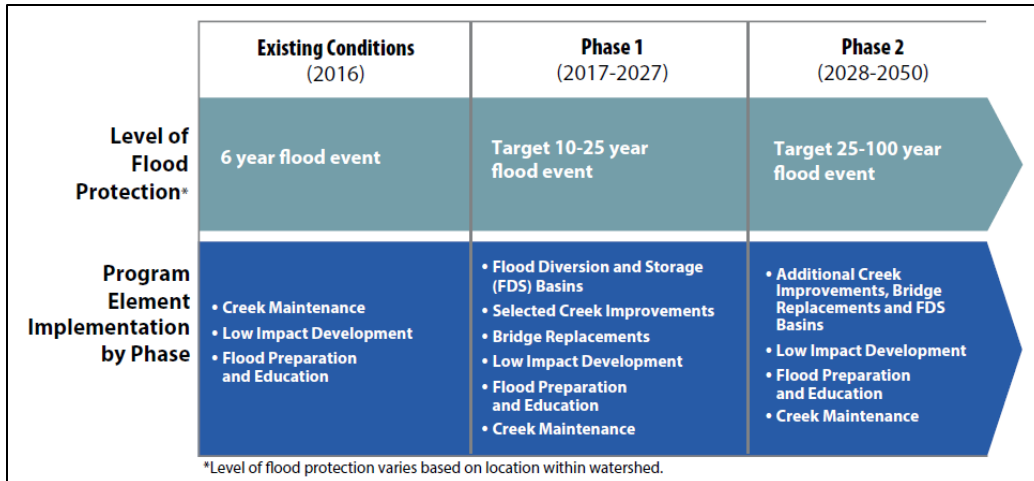 Existing Conditions
(2016)
Phase 1
(2017-2027)
Phase 2
(2028-2050)
Level of
Flood
Protection*
6 year flood event
Target 10-25 year
flood event
Target 25-100 year
flood event
Program
Element
Implementation
by Phase
• Creek Maintenance
• Low Impact Development
• Flood Preparation
and Education
• Flood Diversion and Storage
(FDS) Basins
• Selected Creek Improvements
• Bridge Replacements
• Low Impact Development
• Flood Preparation
and Education
• Creek Maintenance
• Additional Creek
Improvements, Bridge
Replacements and FDS
Basins
• Low Impact Development
• Flood Preparation
and Education
• Creek Maintenance
*Level of flood protection varies based on location within watershed.